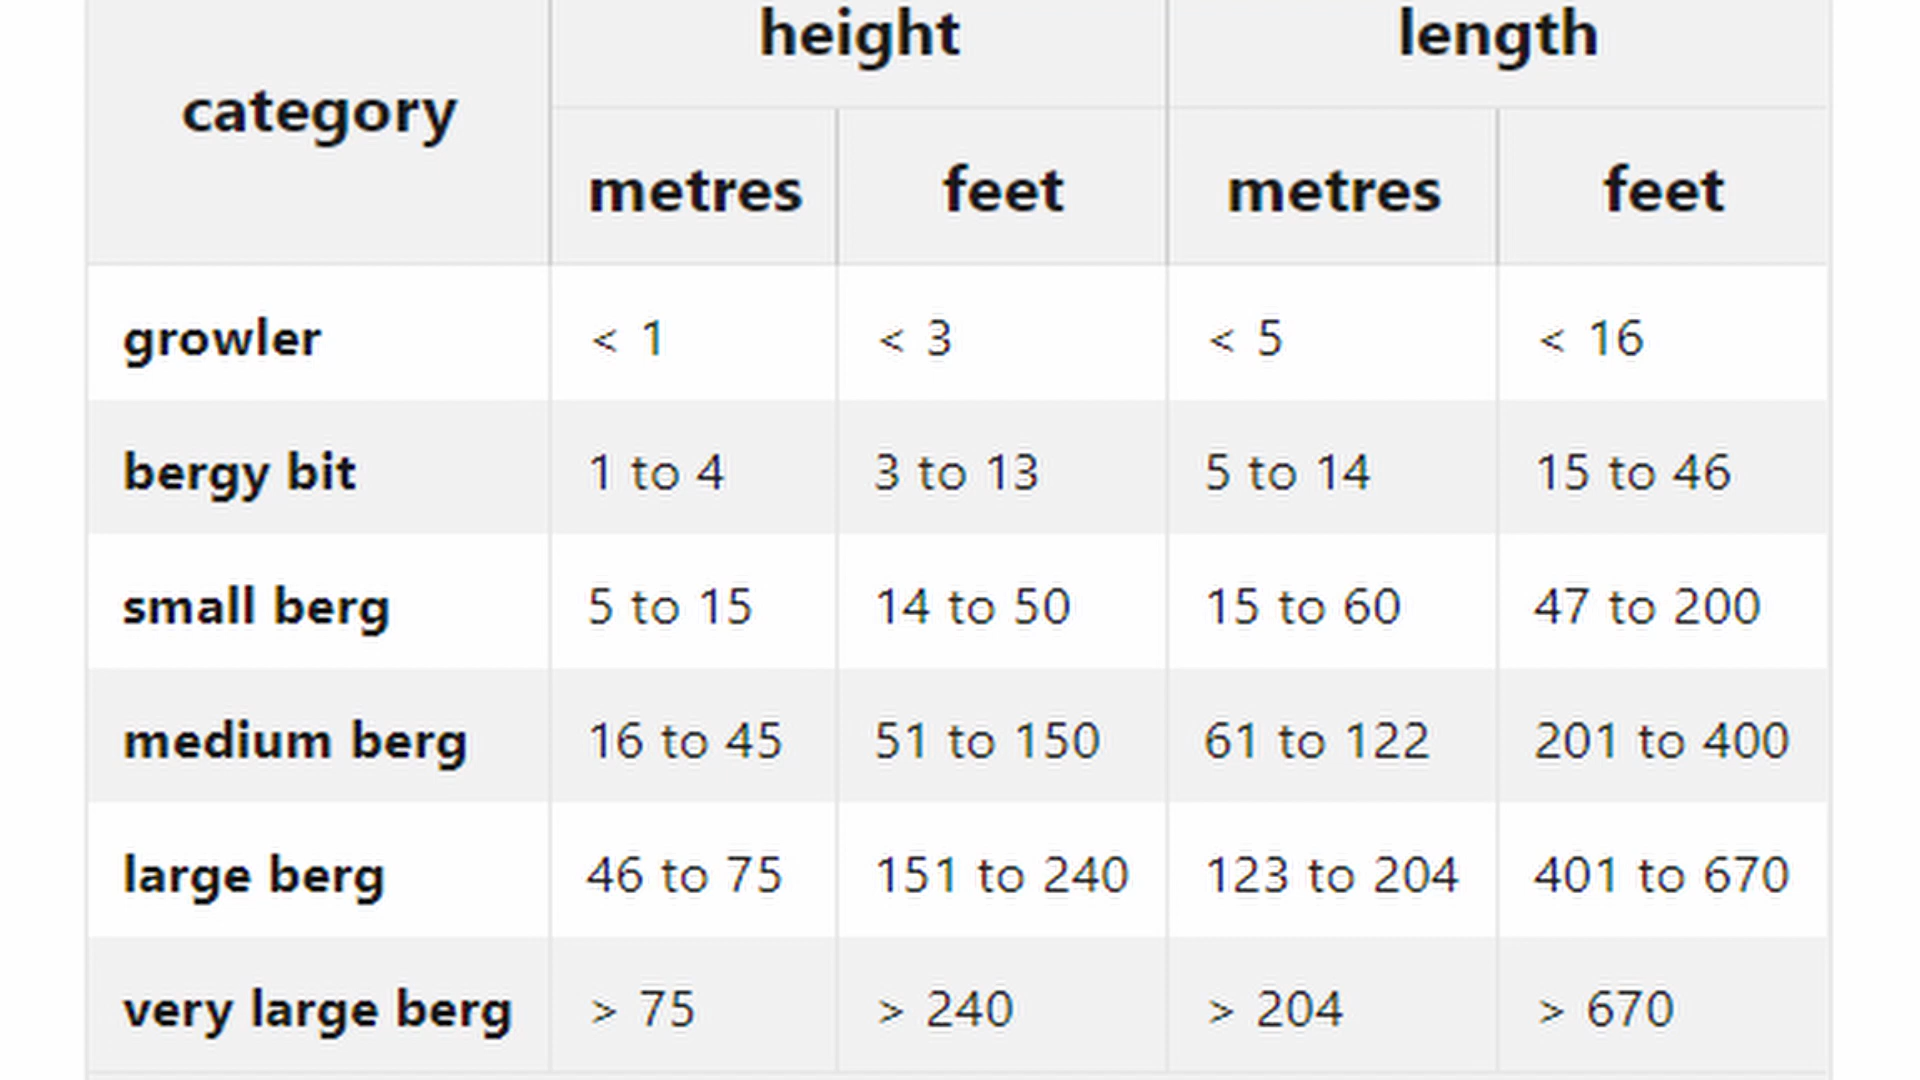 category height length
metres feet metres feet
growler < 1 < 3 < 5 < 16
bergy bit 1 to 4 3 to 13 5 to 14 15 to 46
small berg 5 to 15 14 to 50 15 to 60 47 to 200
medium berg 16 to 45 51 to 150 61 to 122 201 to 400
large berg 46 to 75 151 to 240 123 to 204 401 to 670
very large berg > 75 > 240 > 204 > 670